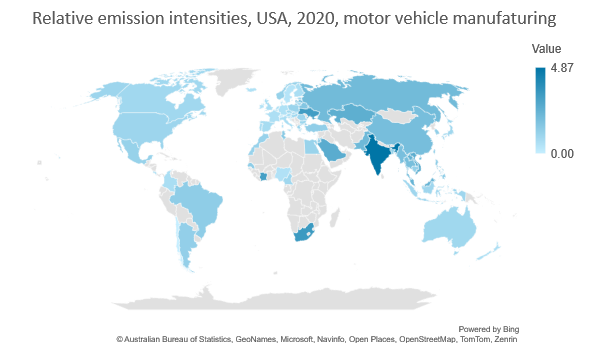 Relative emission intensities, USA, 2020, motor vehicle manufaturing
Value
4.87
0.00
Powered by Bing
© Australian Bureau of Statistics, GeoNames, Microsoft, Navinfo, Open Places, OpenStreetMap, TomTom, Zenrin